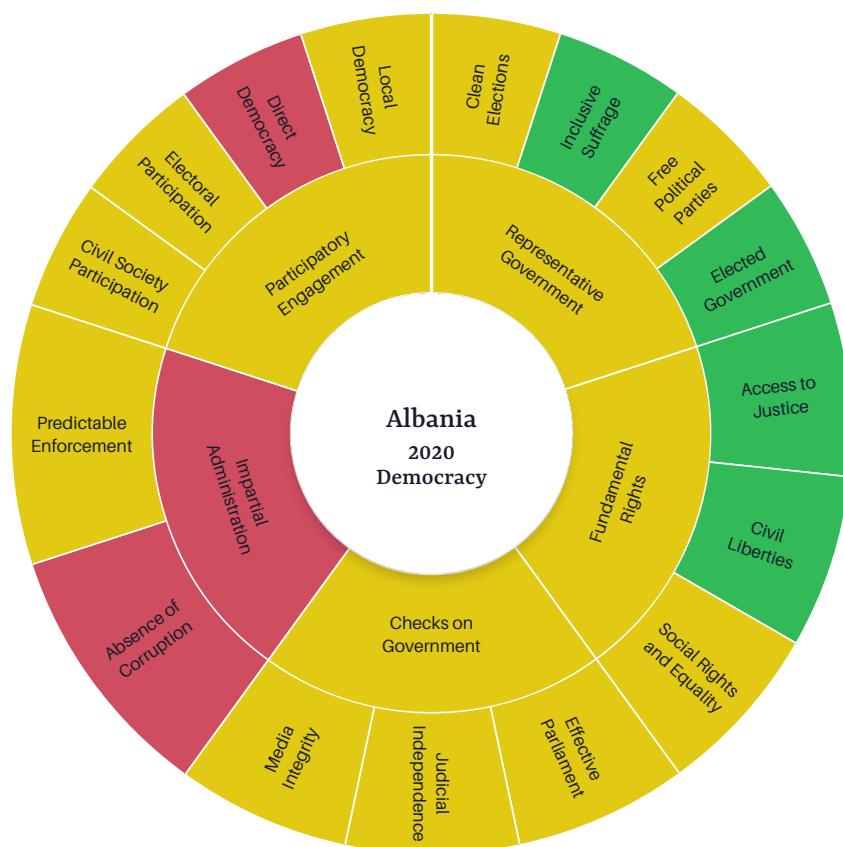 Albania
2020
Democracy
Representative
Government
Clean
Elections
Inclusive
Suffrage
Free
Political
Parties
Elected
Government
Fundamental
Rights
Access to
Justice
Civil
Liberties
Social Rights
and Equality
Checks on
Government
Effective
Parliament
Judicial
Independence
Media
Integrity
Impartial
Administration
Absence of
Corruption
Predictable
Enforcement
Participatory
Engagement
Civil Society
Participation
Electoral
Participation
Direct
Democracy
Local
Democracy